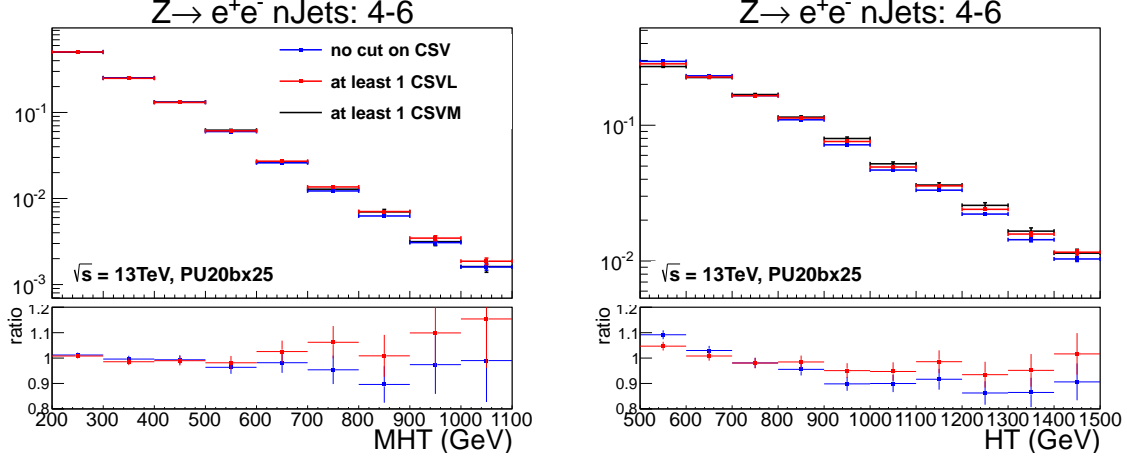 Z→ e⁺e⁻ nJets: 4-6
10⁻¹
10⁻²
10⁻³
no cut on CSV
at least 1 CSVL
at least 1 CSVM
√s = 13TeV, PU20bx25
ratio
1.2
1.1
1
0.9
0.8
200 300 400 500 600 700 800 900 1000 1100
MHT (GeV)
Z→ e⁺e⁻ nJets: 4-6
10⁻¹
10⁻²
√s = 13TeV, PU20bx25
ratio
1.2
1.1
1
0.9
0.8
500 600 700 800 900 1000 1100 1200 1300 1400 1500
HT (GeV)